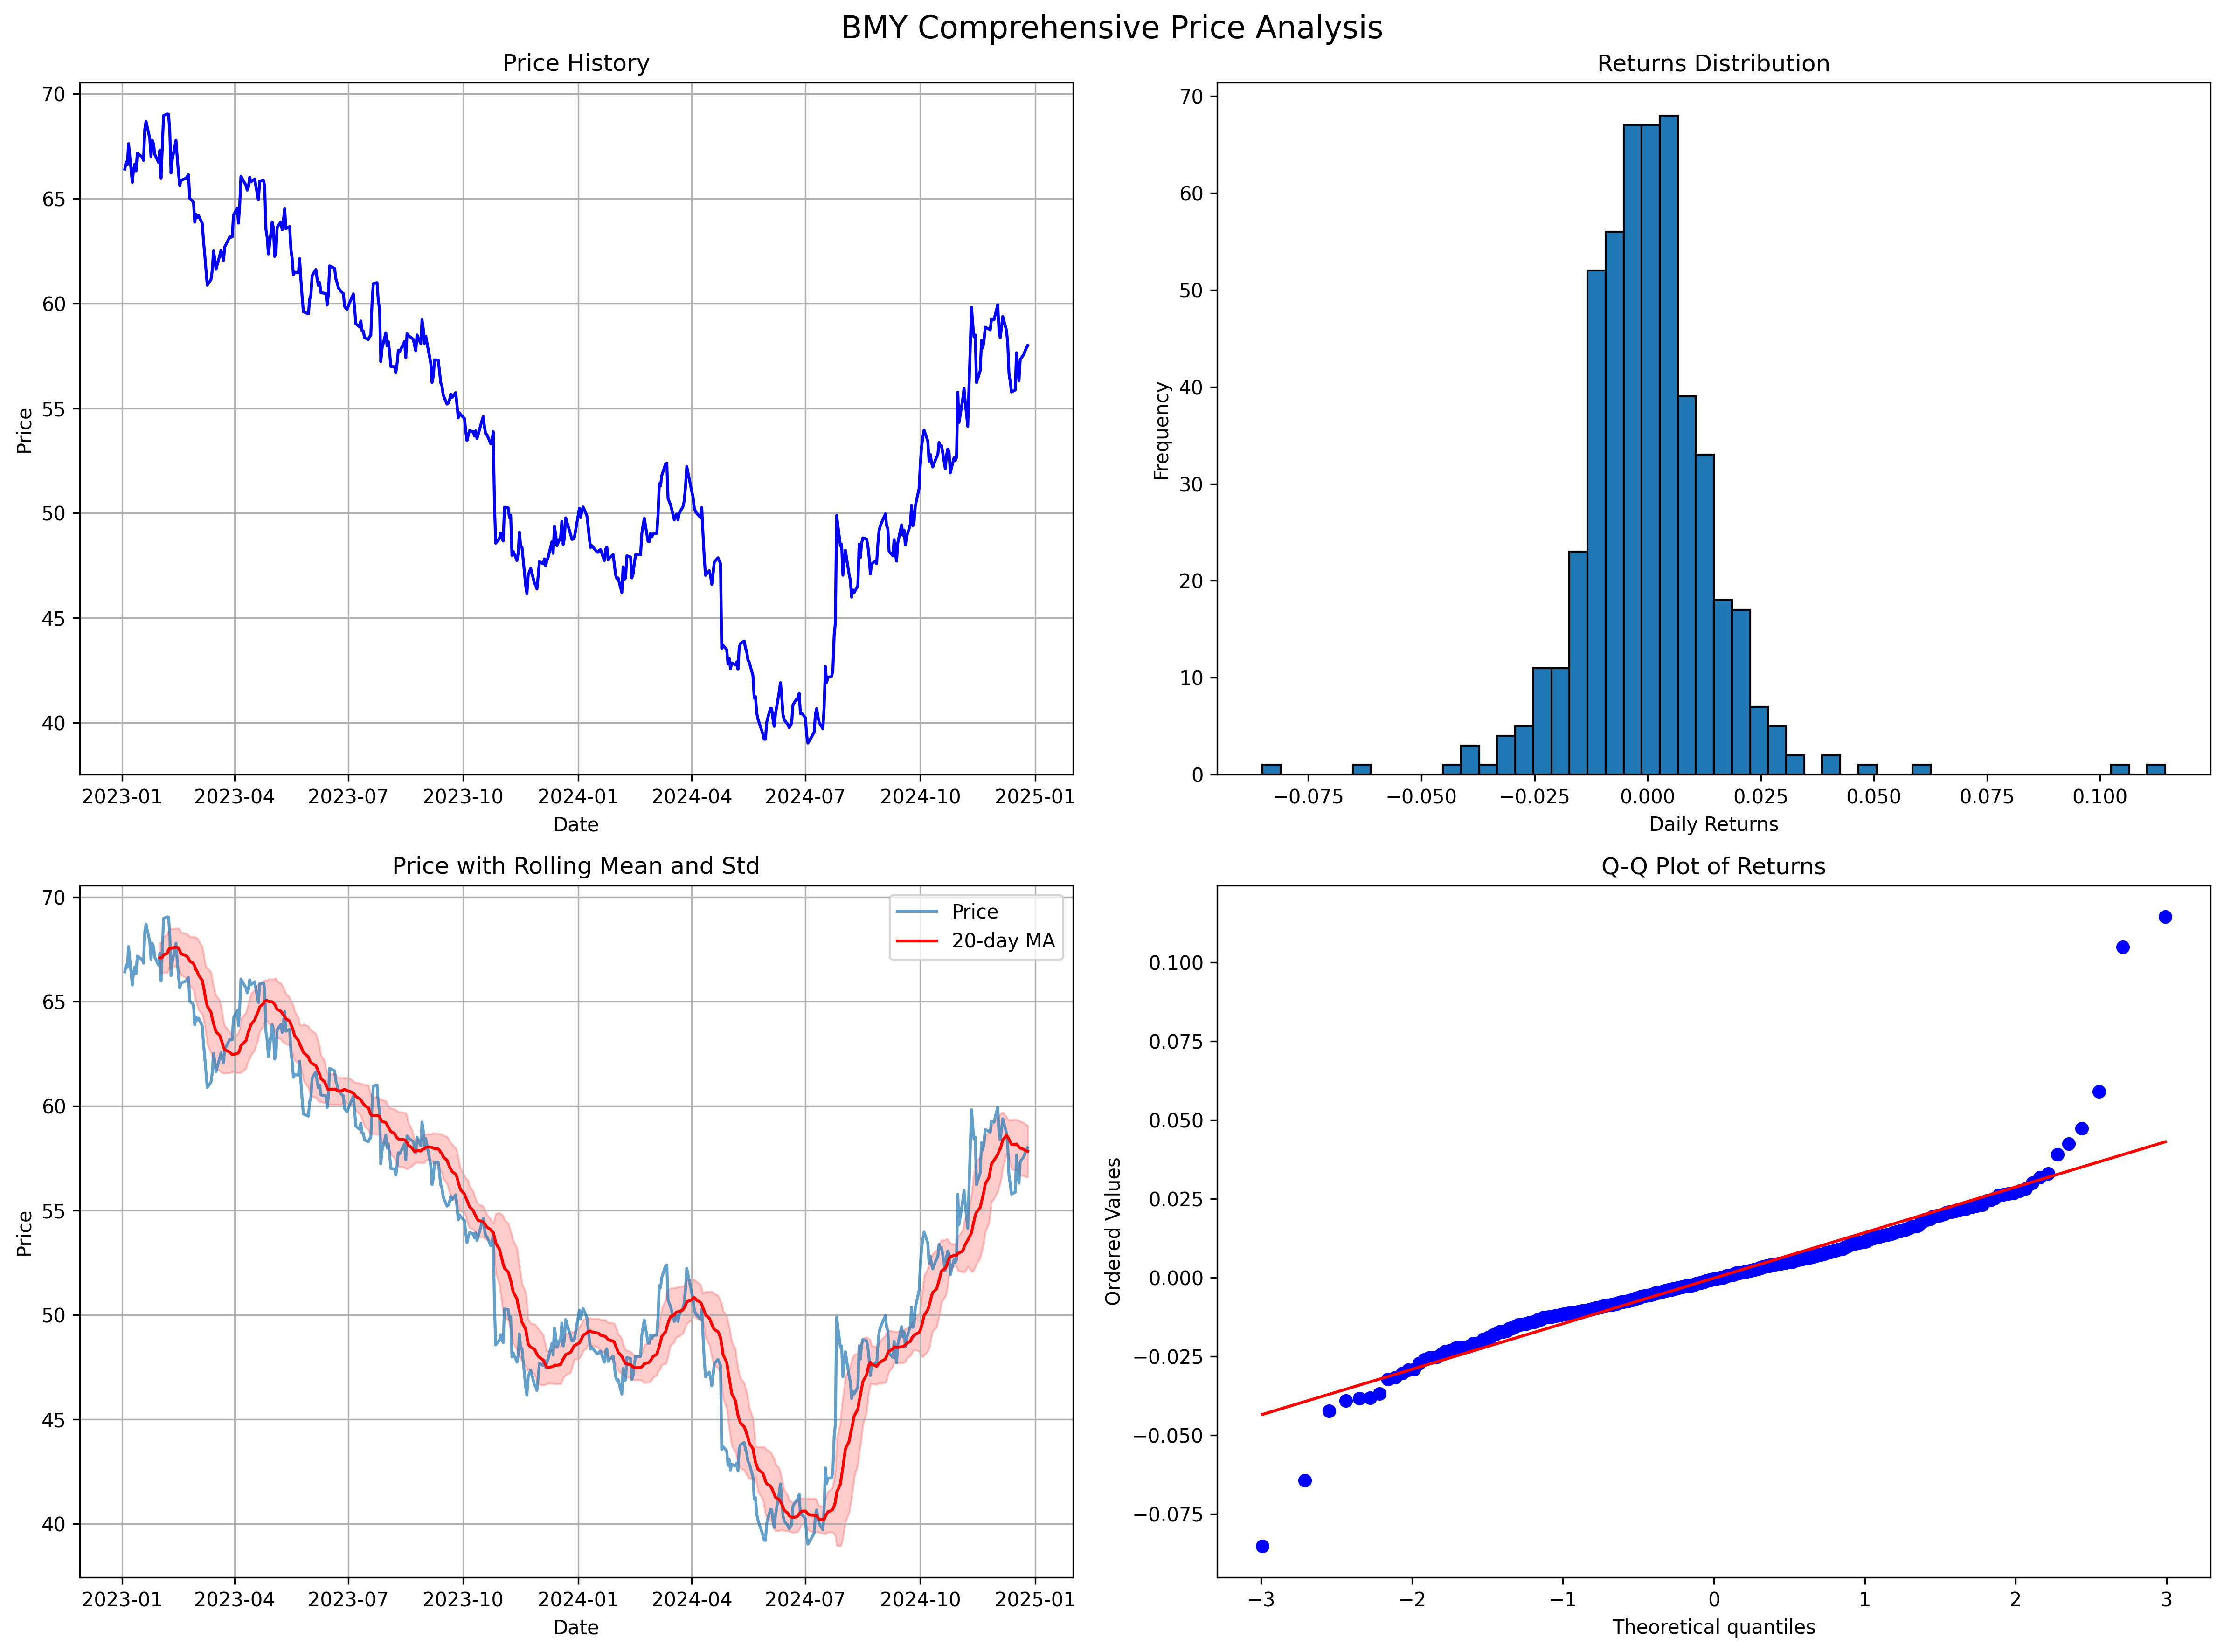 BMY Comprehensive Price Analysis
Price History
70
65
60
55
50
45
40
Price
2023-01 2023-04 2023-07 2023-10 2024-01 2024-04 2024-07 2024-10 2025-01
Date
Returns Distribution
70
60
50
40
30
20
10
0
Frequency
−0.075 −0.050 −0.025 0.000 0.025 0.050 0.075 0.100
Daily Returns
Price with Rolling Mean and Std
Price
20-day MA
70
65
60
55
50
45
40
Price
2023-01 2023-04 2023-07 2023-10 2024-01 2024-04 2024-07 2024-10 2025-01
Date
Q-Q Plot of Returns
0.100
0.075
0.050
0.025
0.000
−0.025
−0.050
−0.075
Ordered Values
−3 −2 −1 0 1 2 3
Theoretical quantiles